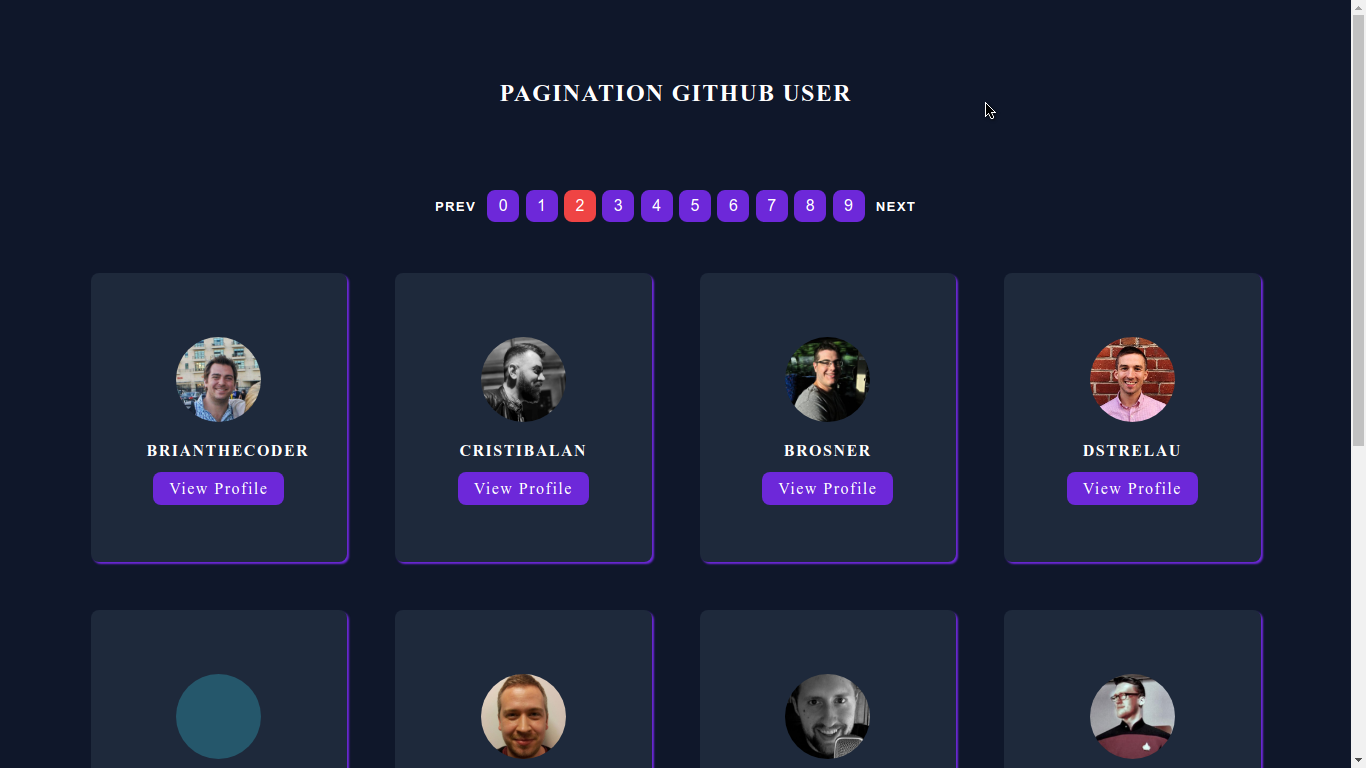 PAGINATION GITHUB USER
PREV 0 1 2 3 4 5 6 7 8 9 NEXT
BRIANTHECODER CRISTIBALAN BROSNER DSTRELAU
View Profile View Profile View Profile View Profile